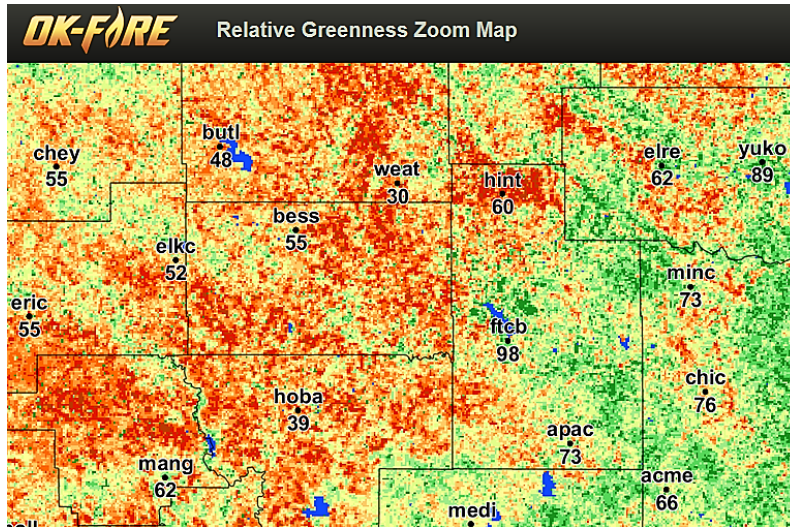 OK-FIRE
Relative Greenness Zoom Map
butl
48
chey
55
weat
30
hint
60
elre
62
yuko
89
bess
55
elkc
52
minc
73
eric
55
ftcb
98
chic
76
hoba
39
apac
73
mang
62
acme
66
medi